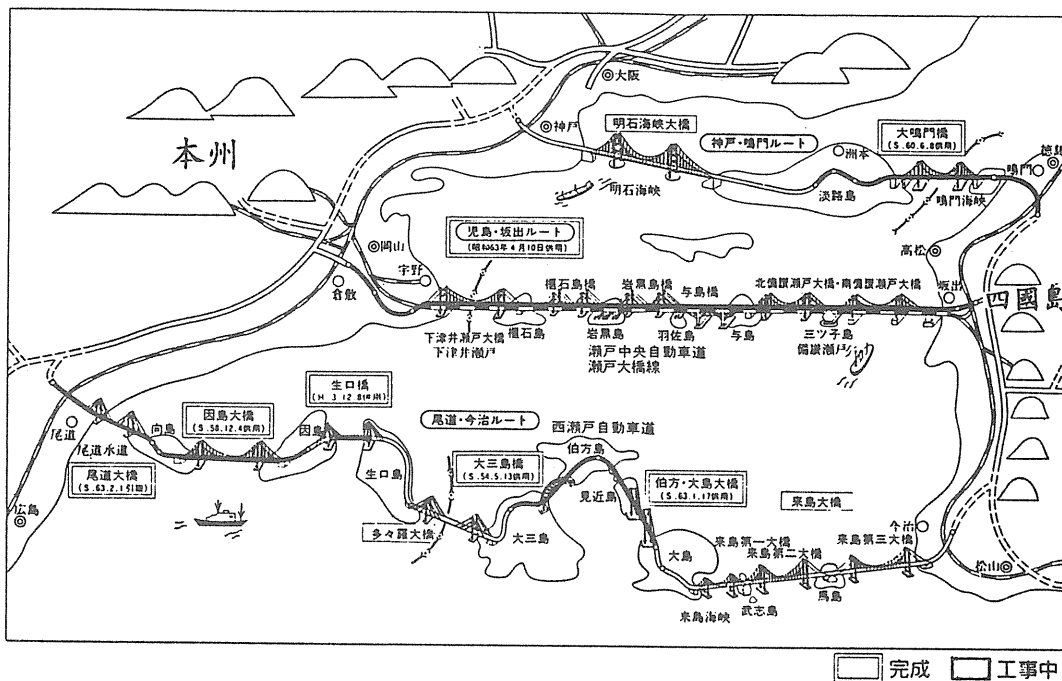 大阪
神戸
明石海峡大橋
神戸・鳴門ルート
大鳴門橋
(S.60.6.8供用)
本州
洲本
鳴門
徳島
明石海峡
淡路島
鳴門海峡
児島・坂出ルート
(昭和63年4月10日供用)
岡山
高松
宇野
倉敷
櫃石島橋
岩黒島橋
与島橋
北備讃瀬戸大橋・南備讃瀬戸大橋
坂出
四國島
下津井瀬戸大橋
櫃石島
岩黒島
羽佐島
与島
三ツ子島
下津井瀬戸
瀬戸中央自動車道
備讃瀬戸
瀬戸大橋線
生口橋
(H.3.12.8供用)
因島大橋
(S.58.12.4供用)
尾道・今治ルート
西瀬戸自動車道
尾道
向島
因島
尾道水道
尾道大橋
生口島
大三島橋
(S.54.5.13供用)
伯方島
見近島
伯方・大島大橋
(S.63.1.17供用)
来島大橋
広島
多々羅大橋
大三島
大島
来島第一大橋
来島第二大橋
来島第三大橋
今治
松山
武志島
馬島
来島海峡
完成
工事中